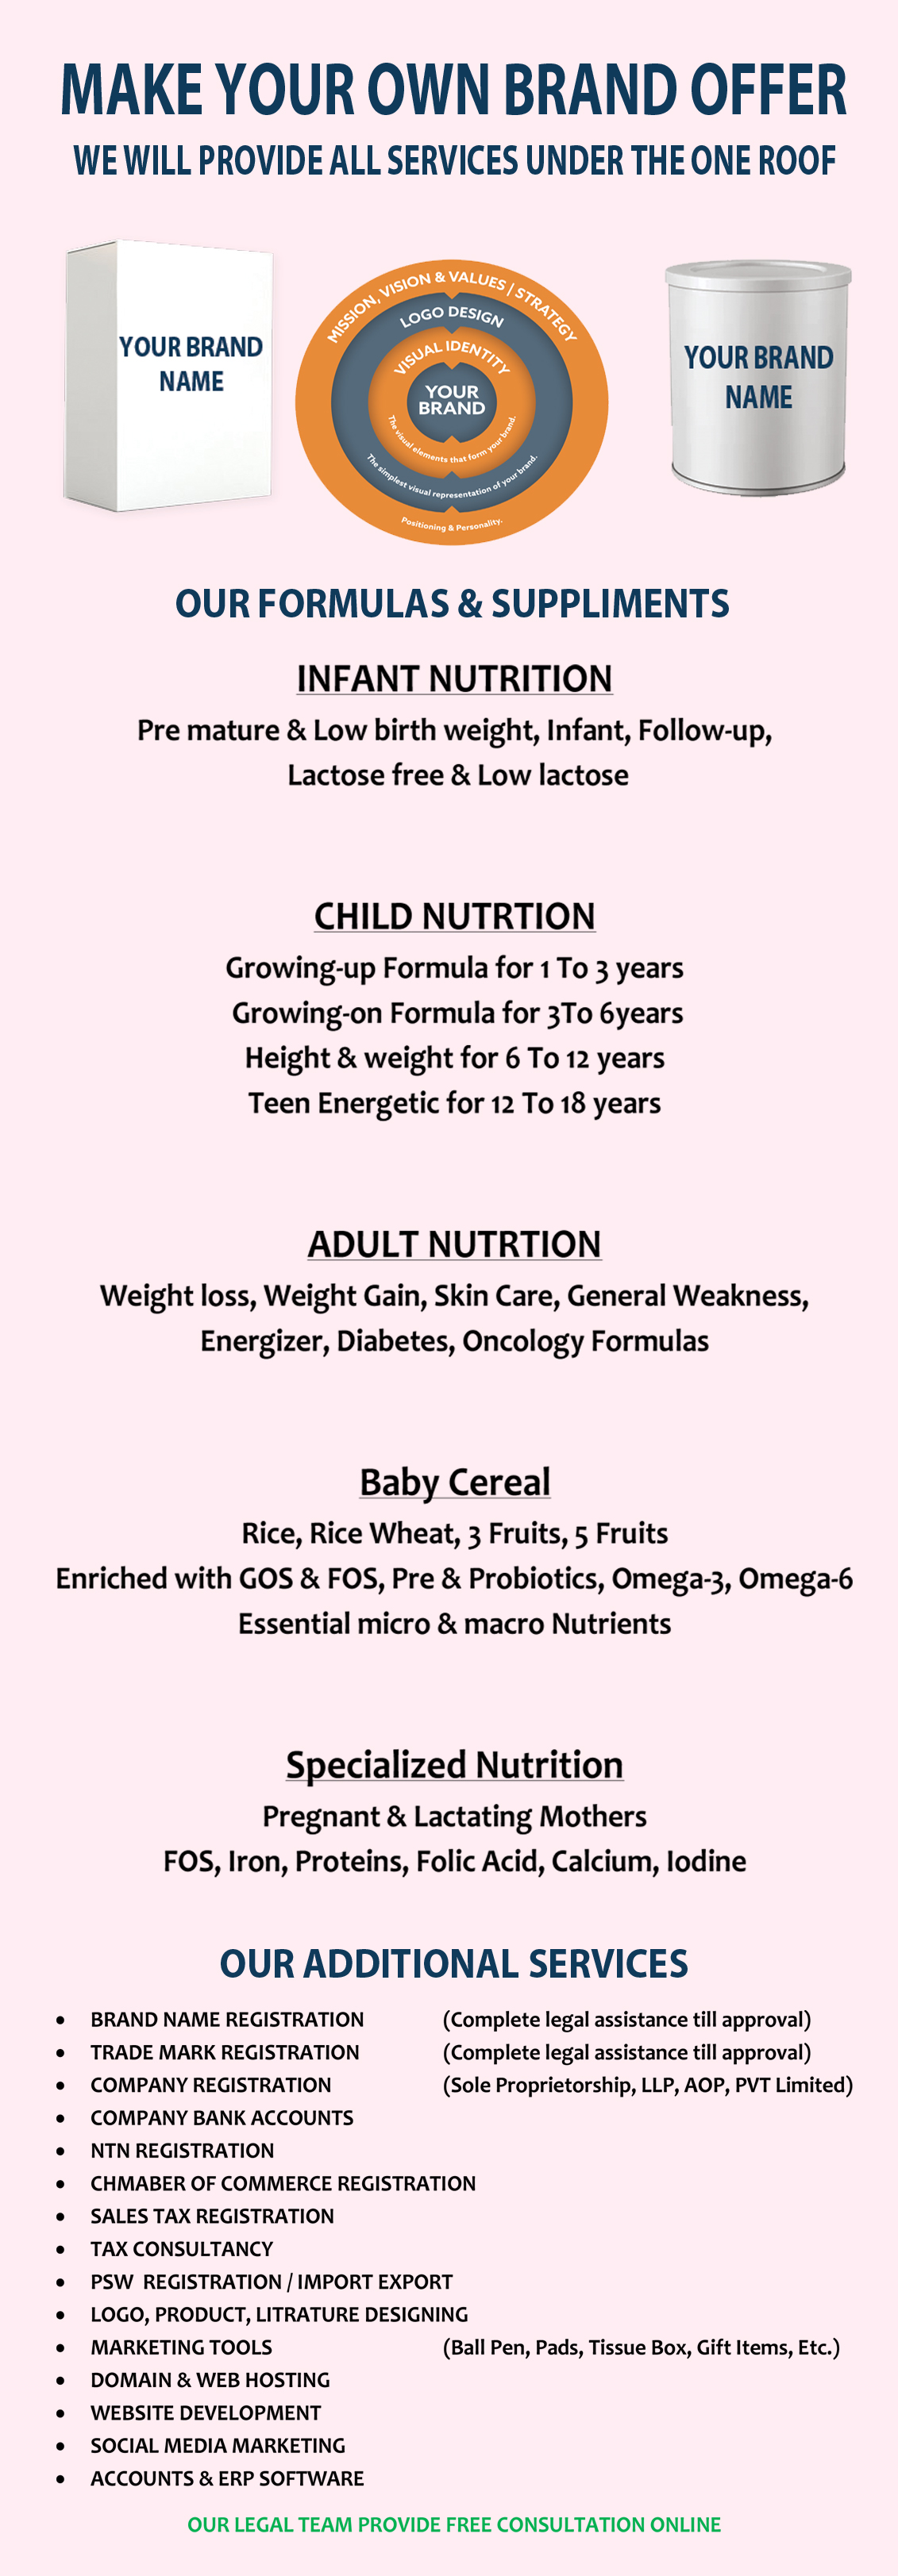 MAKE YOUR OWN BRAND OFFER
WE WILL PROVIDE ALL SERVICES UNDER THE ONE ROOF
YOUR BRAND
NAME
MISSION, VISION & VALUES | STRATEGY
LOGO DESIGN
VISUAL IDENTITY
YOUR
BRAND
The visual elements that form your brand.
The simplest visual representation of your brand.
Positioning & Personality.
YOUR BRAND
NAME
OUR FORMULAS & SUPPLIMENTS
INFANT NUTRITION
Pre mature & Low birth weight, Infant, Follow-up,
Lactose free & Low lactose
CHILD NUTRTION
Growing-up Formula for 1 To 3 years
Growing-on Formula for 3To 6years
Height & weight for 6 To 12 years
Teen Energetic for 12 To 18 years
ADULT NUTRTION
Weight loss, Weight Gain, Skin Care, General Weakness,
Energizer, Diabetes, Oncology Formulas
Baby Cereal
Rice, Rice Wheat, 3 Fruits, 5 Fruits
Enriched with GOS & FOS, Pre & Probiotics, Omega-3, Omega-6
Essential micro & macro Nutrients
Specialized Nutrition
Pregnant & Lactating Mothers
FOS, Iron, Proteins, Folic Acid, Calcium, Iodine
OUR ADDITIONAL SERVICES
• BRAND NAME REGISTRATION (Complete legal assistance till approval)
• TRADE MARK REGISTRATION (Complete legal assistance till approval)
• COMPANY REGISTRATION (Sole Proprietorship, LLP, AOP, PVT Limited)
• COMPANY BANK ACCOUNTS
• NTN REGISTRATION
• CHMABER OF COMMERCE REGISTRATION
• SALES TAX REGISTRATION
• TAX CONSULTANCY
• PSW REGISTRATION / IMPORT EXPORT
• LOGO, PRODUCT, LITRATURE DESIGNING
• MARKETING TOOLS (Ball Pen, Pads, Tissue Box, Gift Items, Etc.)
• DOMAIN & WEB HOSTING
• WEBSITE DEVELOPMENT
• SOCIAL MEDIA MARKETING
• ACCOUNTS & ERP SOFTWARE
OUR LEGAL TEAM PROVIDE FREE CONSULTATION ONLINE